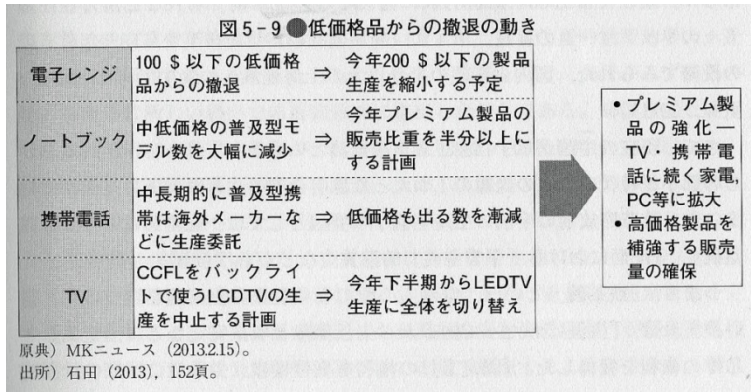 図5-9●低価格品からの撤退の動き
電子レンジ
100$以下の低価格
品からの撤退
⇒
今年200$以下の製品
生産を縮小する予定
ノートブック
中低価格の普及型モ
デル数を大幅に減少
⇒
今年プレミアム製品の
販売比重を半分以上に
する計画
携帯電話
中長期的に普及型携
帯は海外メーカーな
どに生産委託
⇒
低価格も出る数を漸減
TV
CCFLをバックライ
トで使うLCDTVの生
産を中止する計画
⇒
今年下半期からLEDTV
生産に全体を切り替え
• プレミアム製
品の強化―
TV・携帯電
話に続く家電,
PC等に拡大
• 高価格製品を
補強する販売
量の確保
原典）MKニュース（2013.2.15）。
出所）石田（2013），152頁。